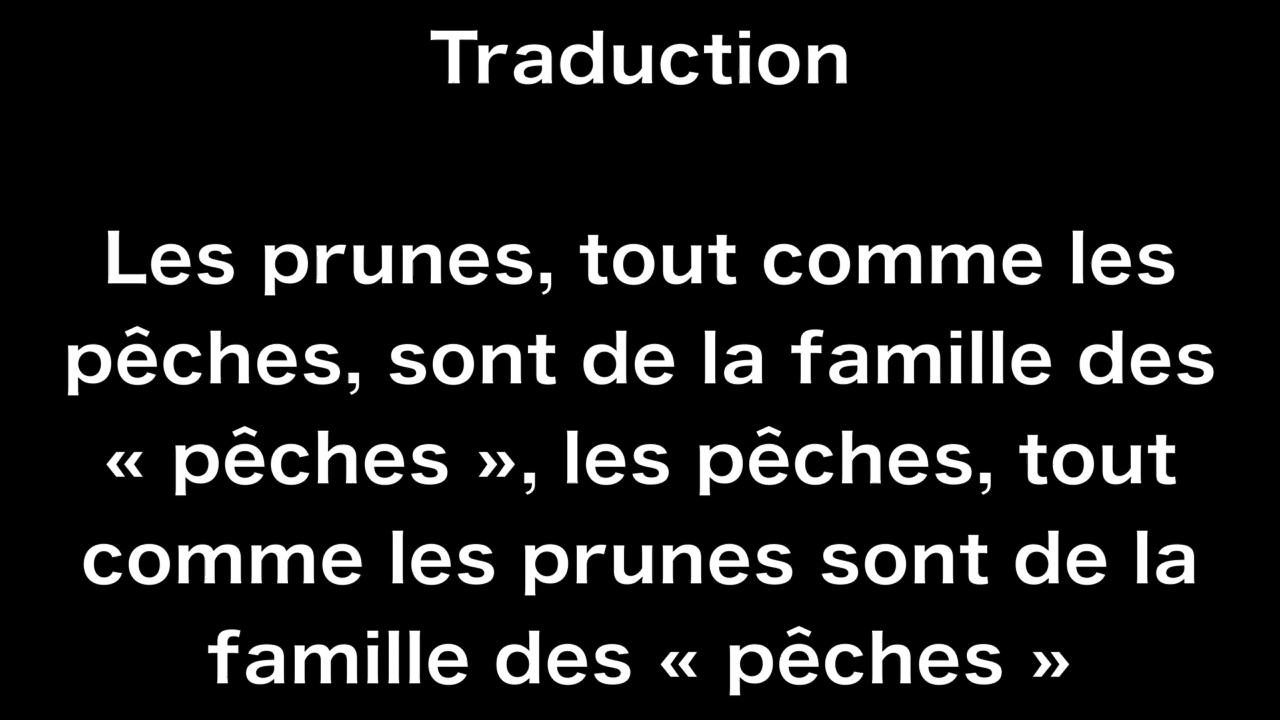 Traduction
Les prunes, tout comme les
pêches, sont de la famille des
« pêches », les pêches, tout
comme les prunes sont de la
famille des « pêches »